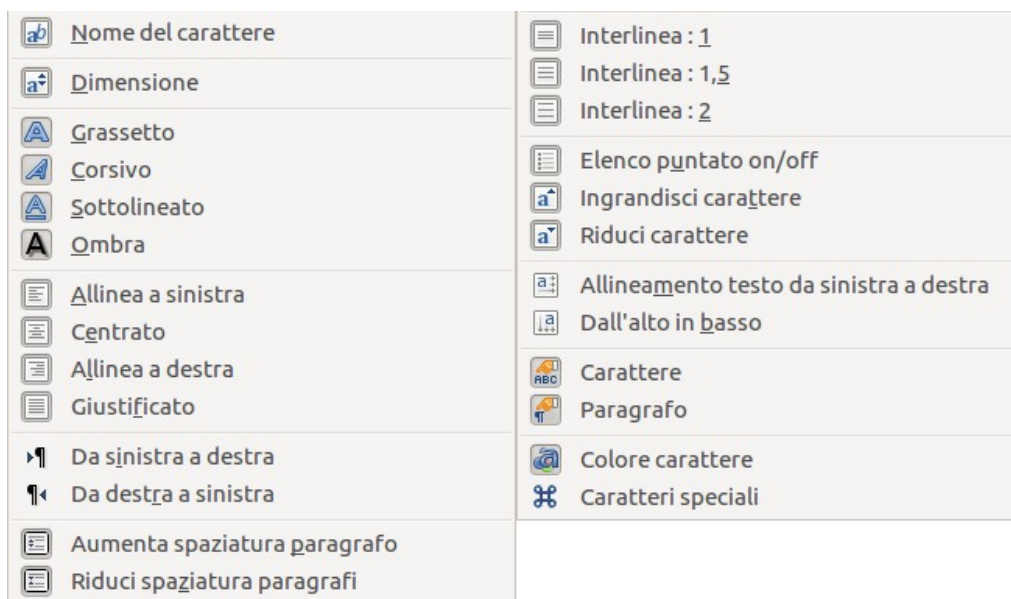 Nome del carattere
Dimensione
Grassetto
Corsivo
Sottolineato
Ombra
Allinea a sinistra
Centrato
Allinea a destra
Giustificato
Da sinistra a destra
Da destra a sinistra
Aumenta spaziatura paragrafo
Riduci spaziatura paragrafi
Interlinea : 1
Interlinea : 1,5
Interlinea : 2
Elenco puntato on/off
Ingrandisci carattere
Riduci carattere
Allineamento testo da sinistra a destra
Dall'alto in basso
Carattere
Paragrafo
Colore carattere
Caratteri speciali